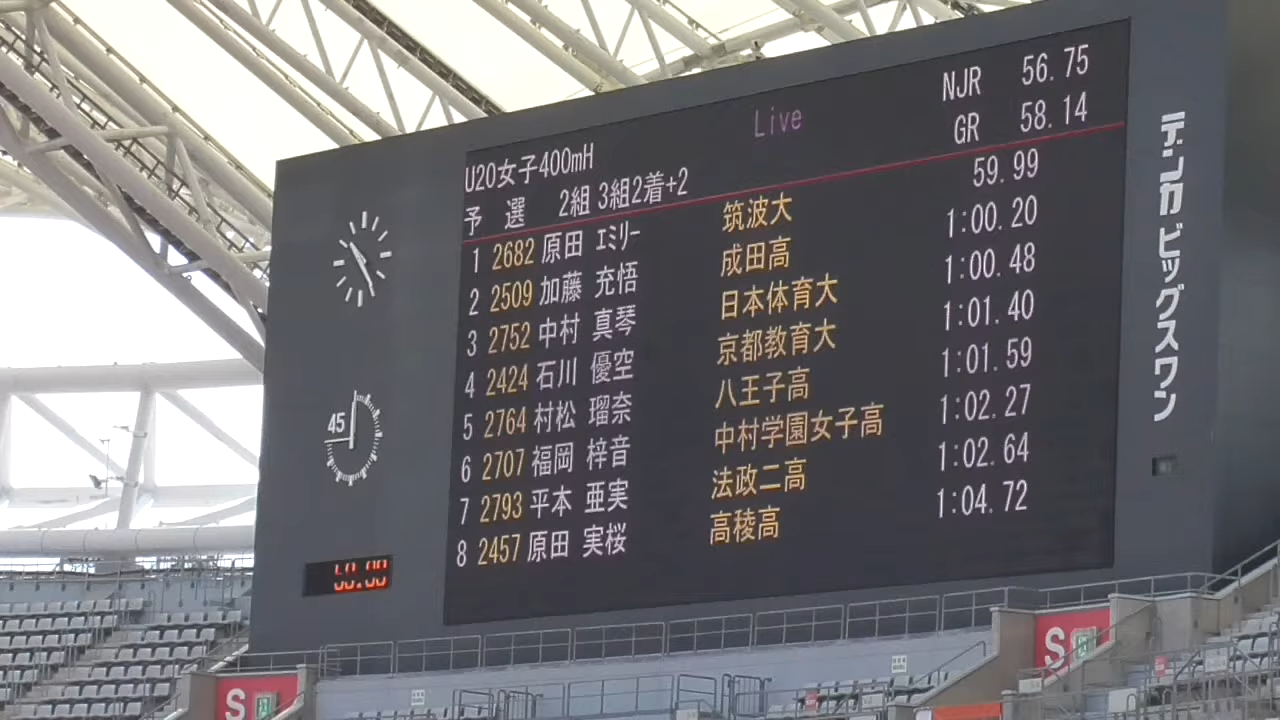 Live
NJR 56.75
GR 58.14
U20女子400mH
予 選 2組 3組2着+2
1 2682 原田 エミリー 筑波大 59.99
2 2509 加藤 充悟 成田高 1:00.20
3 2752 中村 真琴 日本体育大 1:00.48
4 2424 石川 優空 京都教育大 1:01.40
5 2764 村松 瑠奈 八王子高 1:01.59
6 2707 福岡 梓音 中村学園女子高 1:02.27
7 2793 平本 亜実 法政二高 1:02.64
8 2457 原田 実桜 高稜高 1:04.72
デンカ ビッグスワン
45
S
S